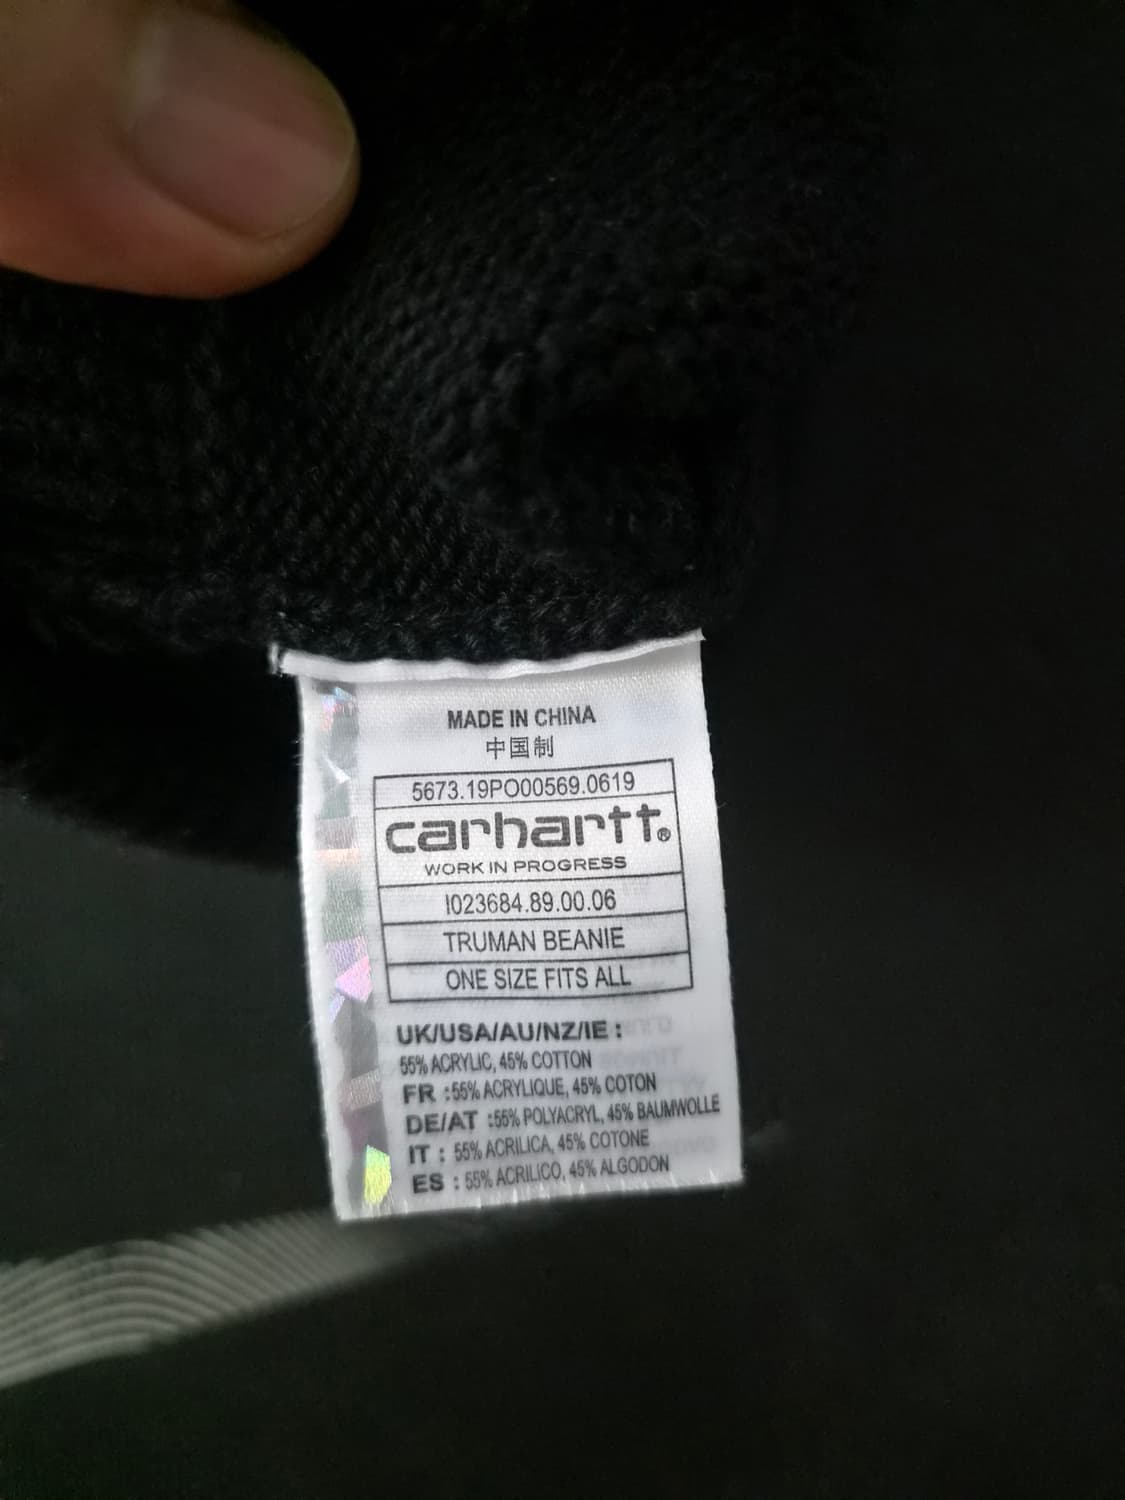 MADE IN CHINA
中国制
5673.19PO00569.0619
carhartt®
WORK IN PROGRESS
I023684.89.00.06
TRUMAN BEANIE
ONE SIZE FITS ALL
UK/USA/AU/NZ/IE :
55% ACRYLIC, 45% COTTON
FR :55% ACRYLIQUE, 45% COTON
DE/AT :55% POLYACRYL, 45% BAUMWOLLE
IT : 55% ACRILICA, 45% COTONE
ES : 55% ACRILICO, 45% ALGODON